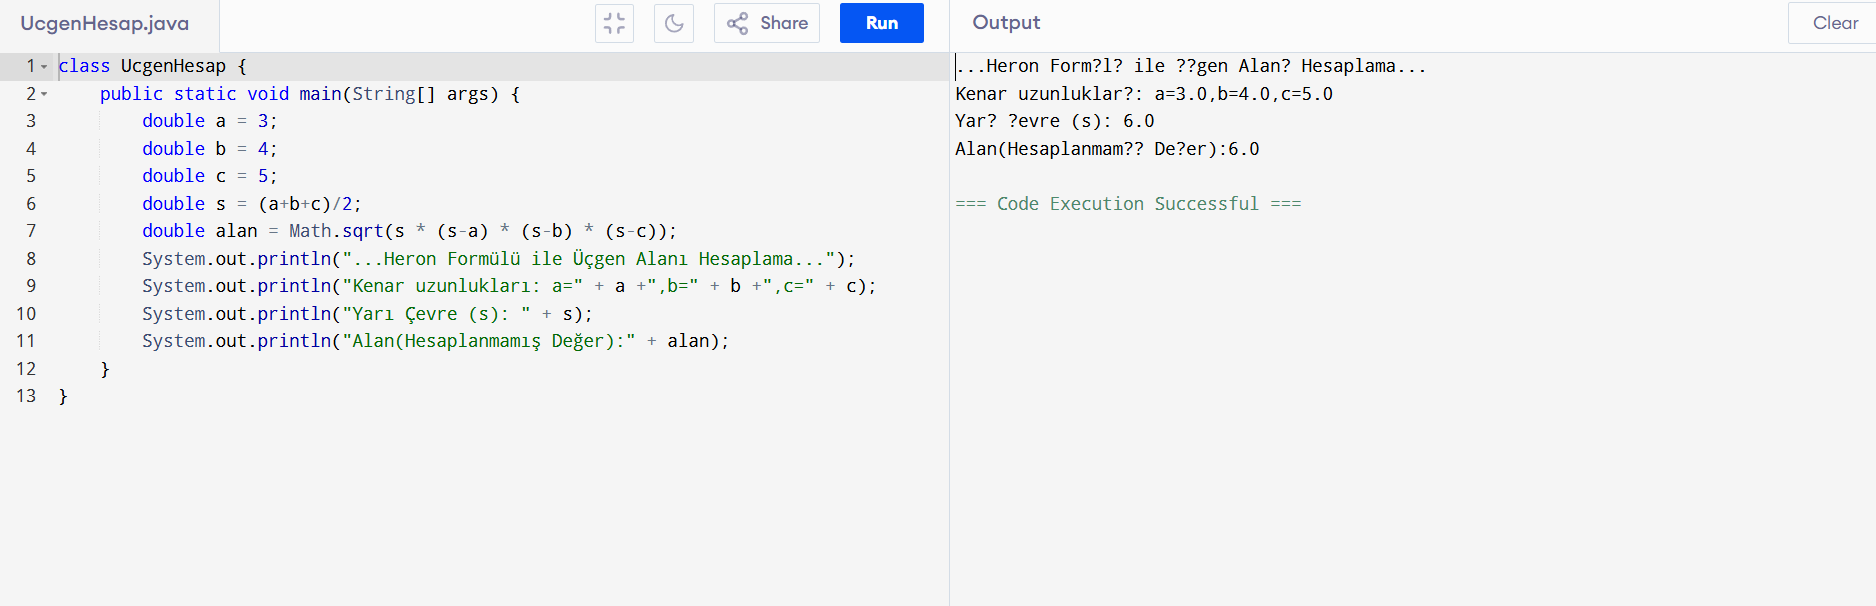 UcgenHesap.java
Share
Run
Output
Clear
1 class UcgenHesap {
2     public static void main(String[] args) {
3         double a = 3;
4         double b = 4;
5         double c = 5;
6         double s = (a+b+c)/2;
7         double alan = Math.sqrt(s * (s-a) * (s-b) * (s-c));
8         System.out.println("...Heron Formülü ile Üçgen Alanı Hesaplama...");
9         System.out.println("Kenar uzunlukları: a=" + a +",b=" + b +",c=" + c);
10         System.out.println("Yarı Çevre (s): " + s);
11         System.out.println("Alan(Hesaplanmamış Değer):" + alan);
12     }
13 }
...Heron Form?l? ile ??gen Alan? Hesaplama...
Kenar uzunluklar?: a=3.0,b=4.0,c=5.0
Yar? ?evre (s): 6.0
Alan(Hesaplanmam?? De?er):6.0
=== Code Execution Successful ===